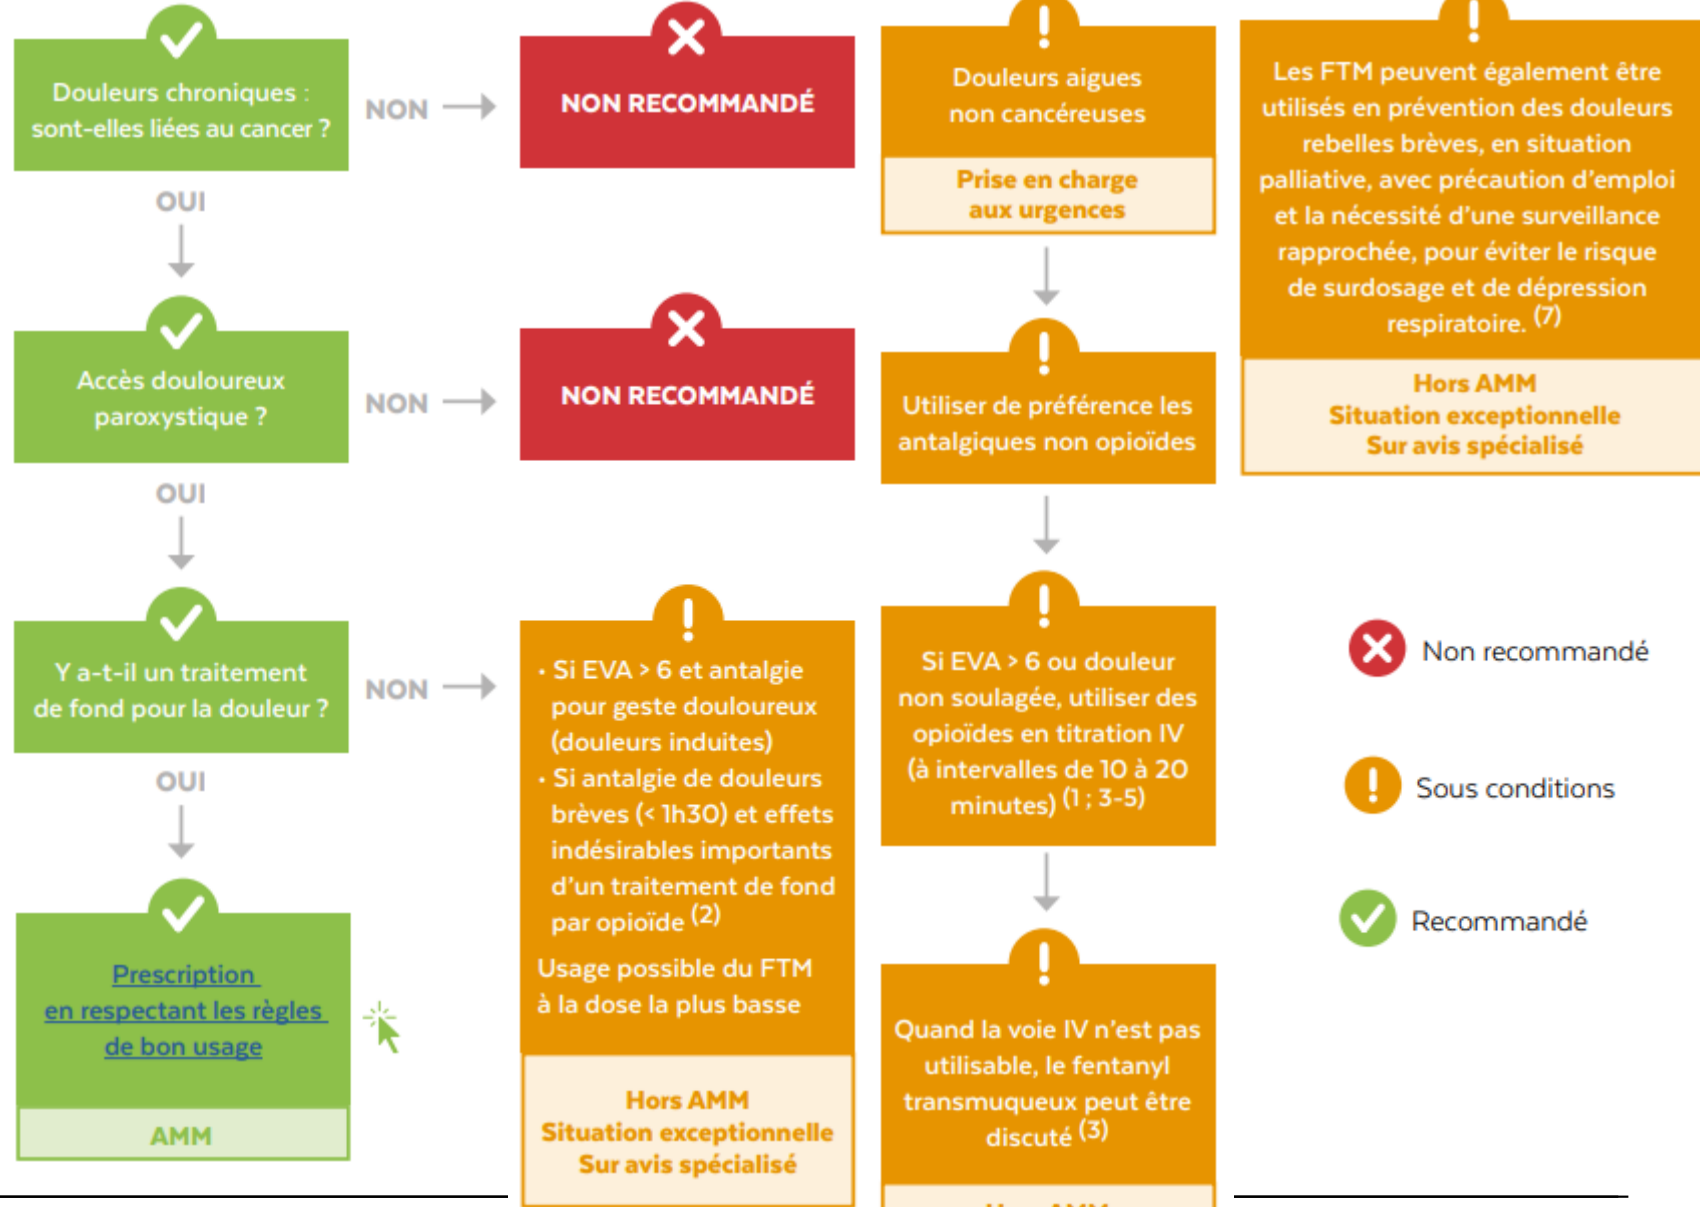 Douleurs chroniques :
sont-elles liées au cancer ?
NON
NON RECOMMANDÉ
OUI
Accès douloureux
paroxystique ?
NON
NON RECOMMANDÉ
OUI
Y a-t-il un traitement
de fond pour la douleur ?
NON
• Si EVA > 6 et antalgie
pour geste douloureux
(douleurs induites)
• Si antalgie de douleurs
brèves (< 1h30) et effets
indésirables importants
d'un traitement de fond
par opioïde (2)
Usage possible du FTM
à la dose la plus basse
Hors AMM
Situation exceptionnelle
Sur avis spécialisé
OUI
Prescription
en respectant les règles
de bon usage
AMM
Douleurs aigues
non cancéreuses
Prise en charge
aux urgences
Utiliser de préférence les
antalgiques non opioïdes
Si EVA > 6 ou douleur
non soulagée, utiliser des
opioïdes en titration IV
(à intervalles de 10 à 20
minutes) (1 ; 3-5)
Quand la voie IV n'est pas
utilisable, le fentanyl
transmuqueux peut être
discuté (3)
Hors AMM
Les FTM peuvent également être
utilisés en prévention des douleurs
rebelles brèves, en situation
palliative, avec précaution d'emploi
et la nécessité d'une surveillance
rapprochée, pour éviter le risque
de surdosage et de dépression
respiratoire. (7)
Hors AMM
Situation exceptionnelle
Sur avis spécialisé
Non recommandé
Sous conditions
Recommandé